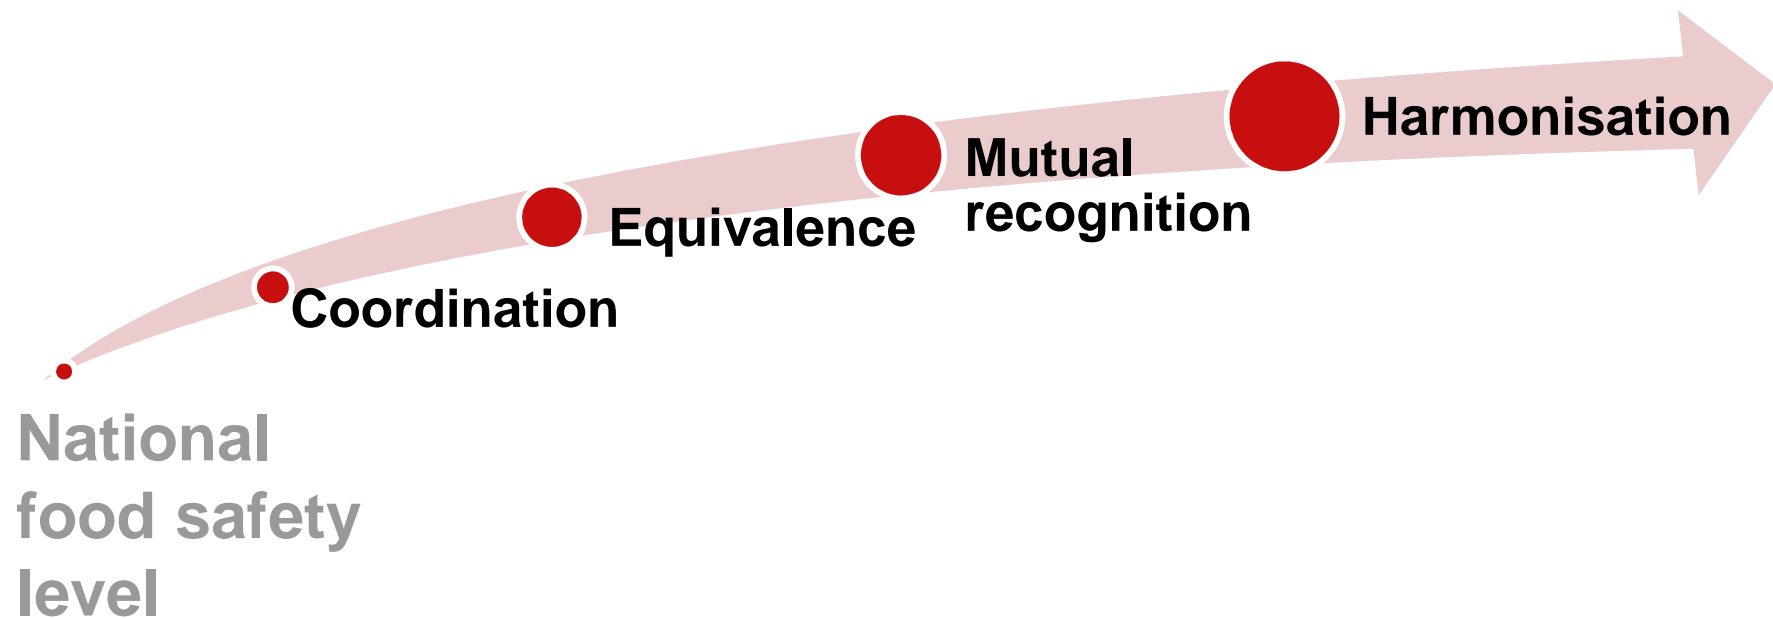 Harmonisation
Mutual
recognition
Equivalence
Coordination
National
food safety
level